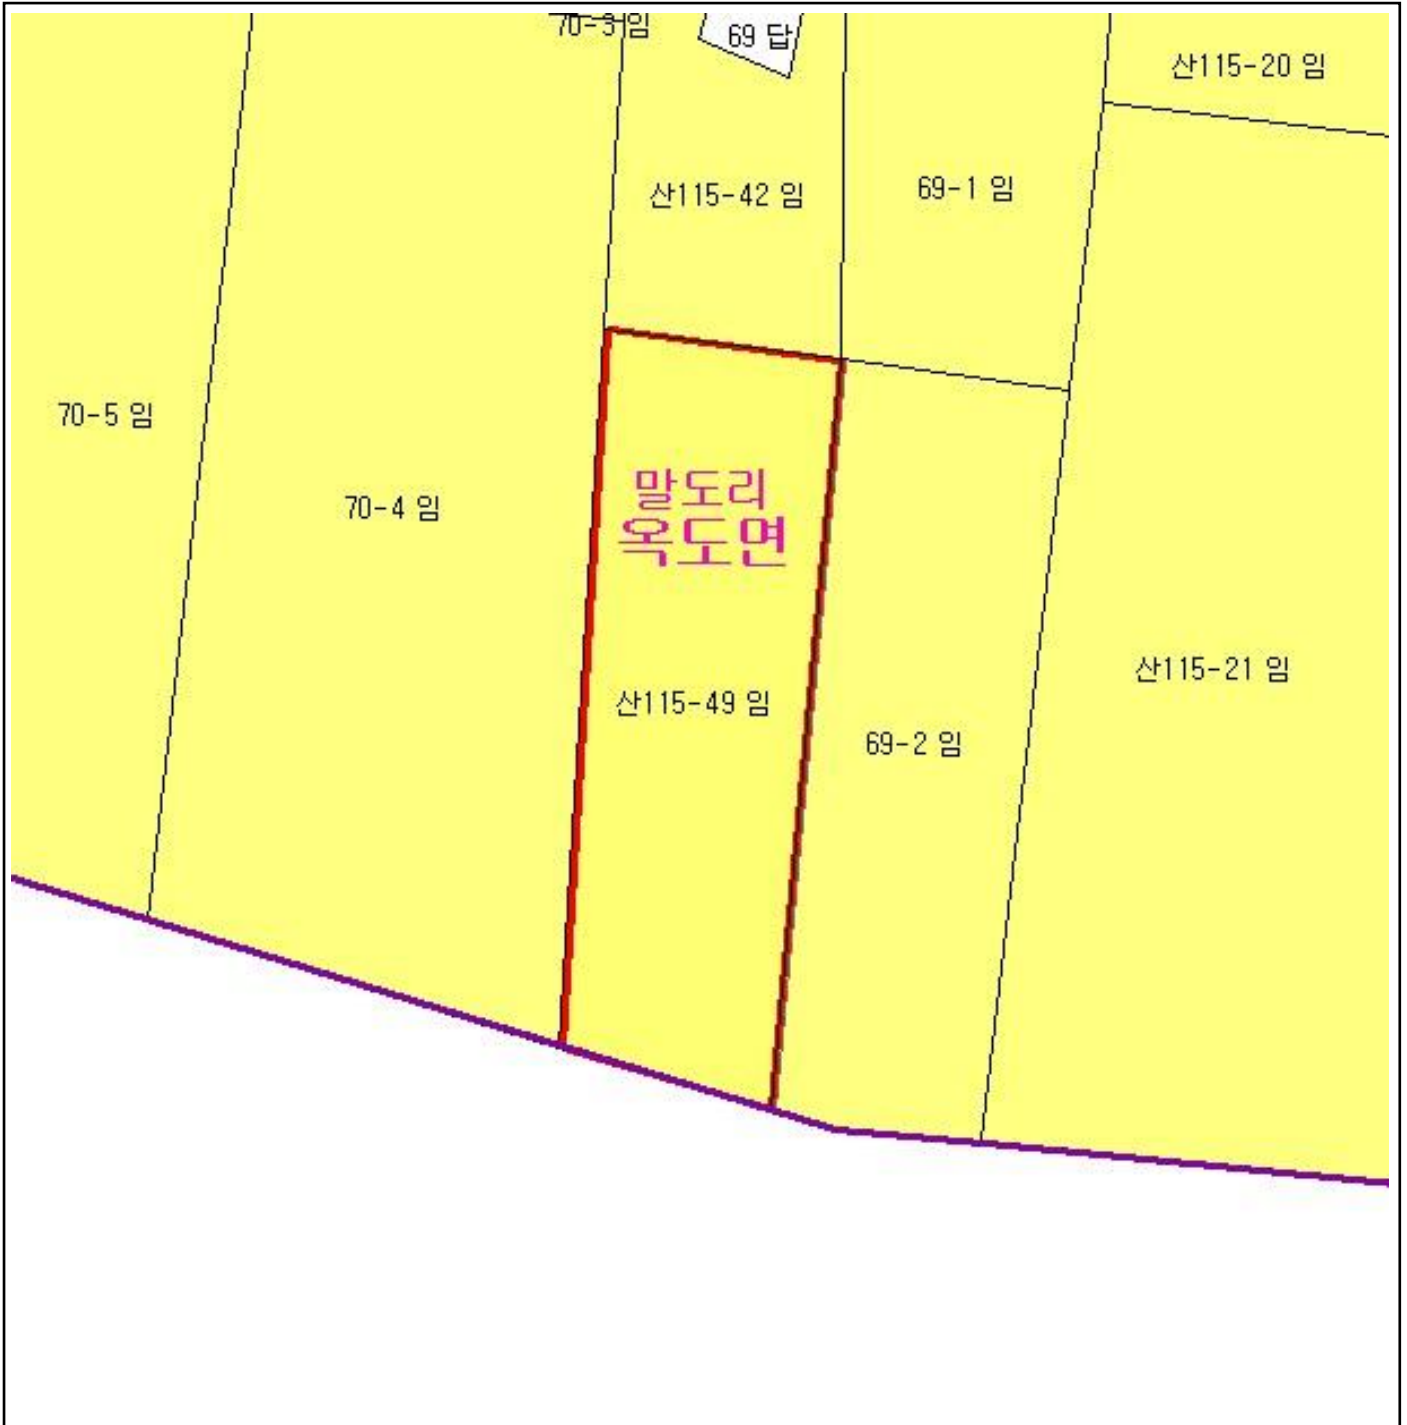 70-3 임
69 답
산115-20 임
산115-42 임
69-1 임
70-5 임
70-4 임
말도리
옥도면
산115-49 임
69-2 임
산115-21 임